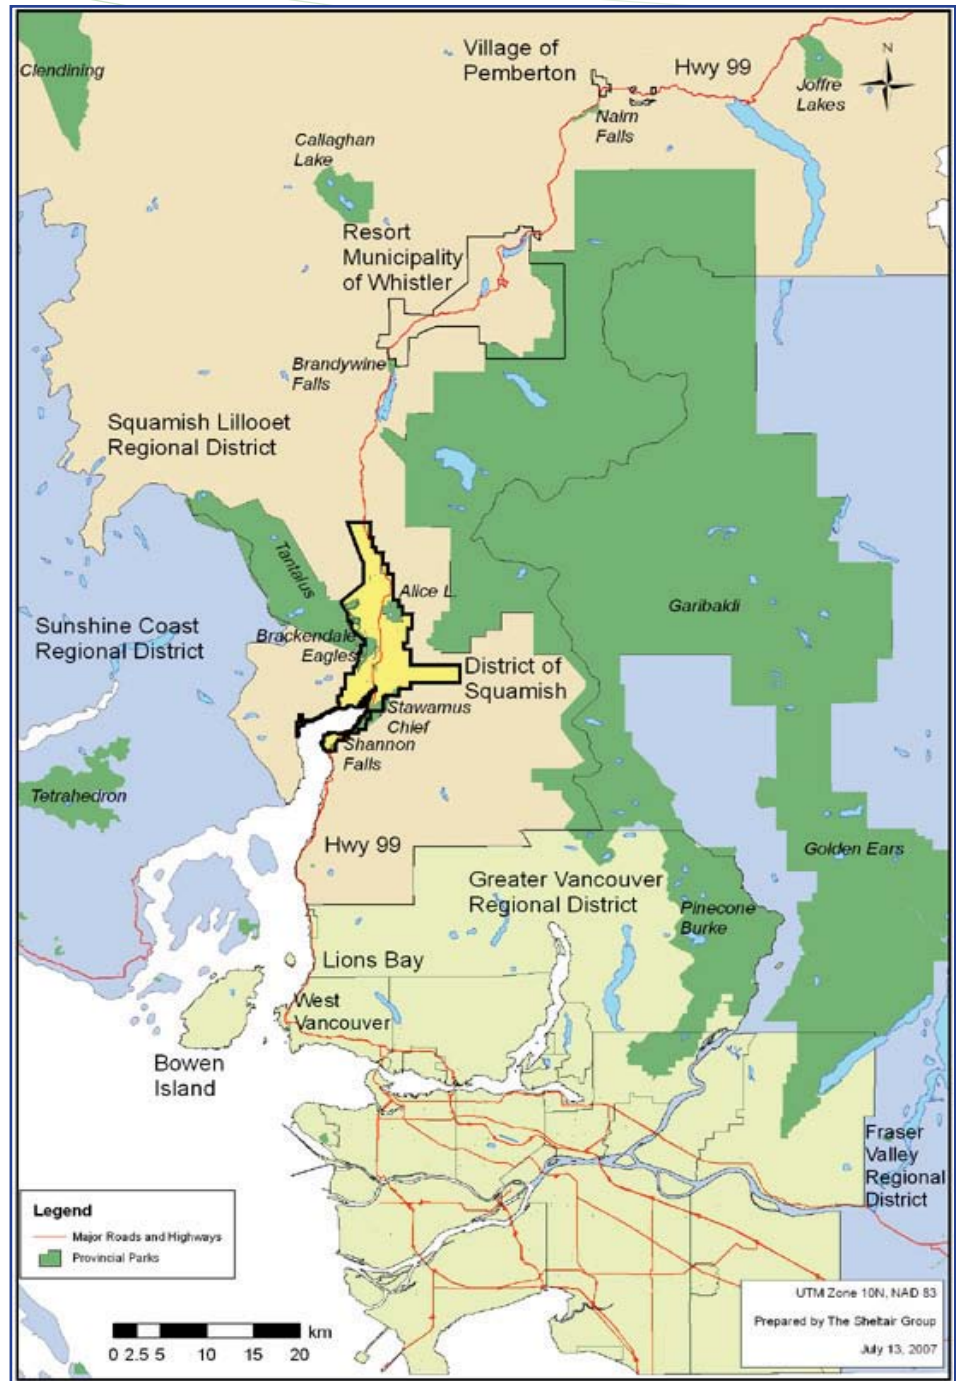 Village of
Pemberton
Hwy 99
N
Clendining
Joffre
Lakes
Nairn
Falls
Callaghan
Lake
Resort
Municipality
of Whistler
Brandywine
Falls
Squamish Lillooet
Regional District
Tantalus
Alice L.
Garibaldi
Sunshine Coast
Regional District
Brackendale
Eagles
District of
Squamish
Stawamus
Chief
Shannon
Falls
Tetrahedron
Hwy 99
Golden Ears
Greater Vancouver
Regional District
Pinecone
Burke
Lions Bay
West
Vancouver
Bowen
Island
Fraser
Valley
Regional
District
Legend
Major Roads and Highways
Provincial Parks
km
0 2.5 5 10 15 20
UTM Zone 10N, NAD 83
Prepared by The Sheltair Group
July 13, 2007